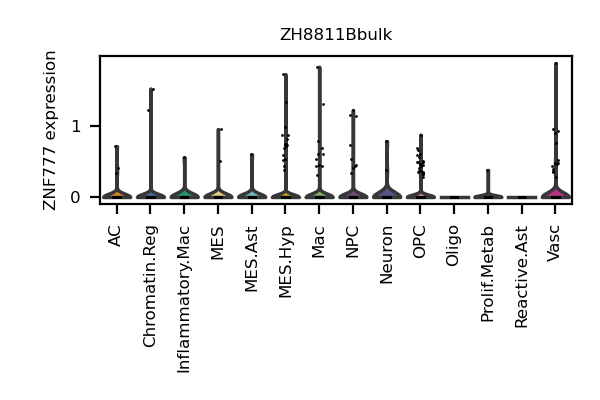 ZH8811Bbulk
ZNF777 expression
1
0
AC
Chromatin.Reg
Inflammatory.Mac
MES
MES.Ast
MES.Hyp
Mac
NPC
Neuron
OPC
Oligo
Prolif.Metab
Reactive.Ast
Vasc